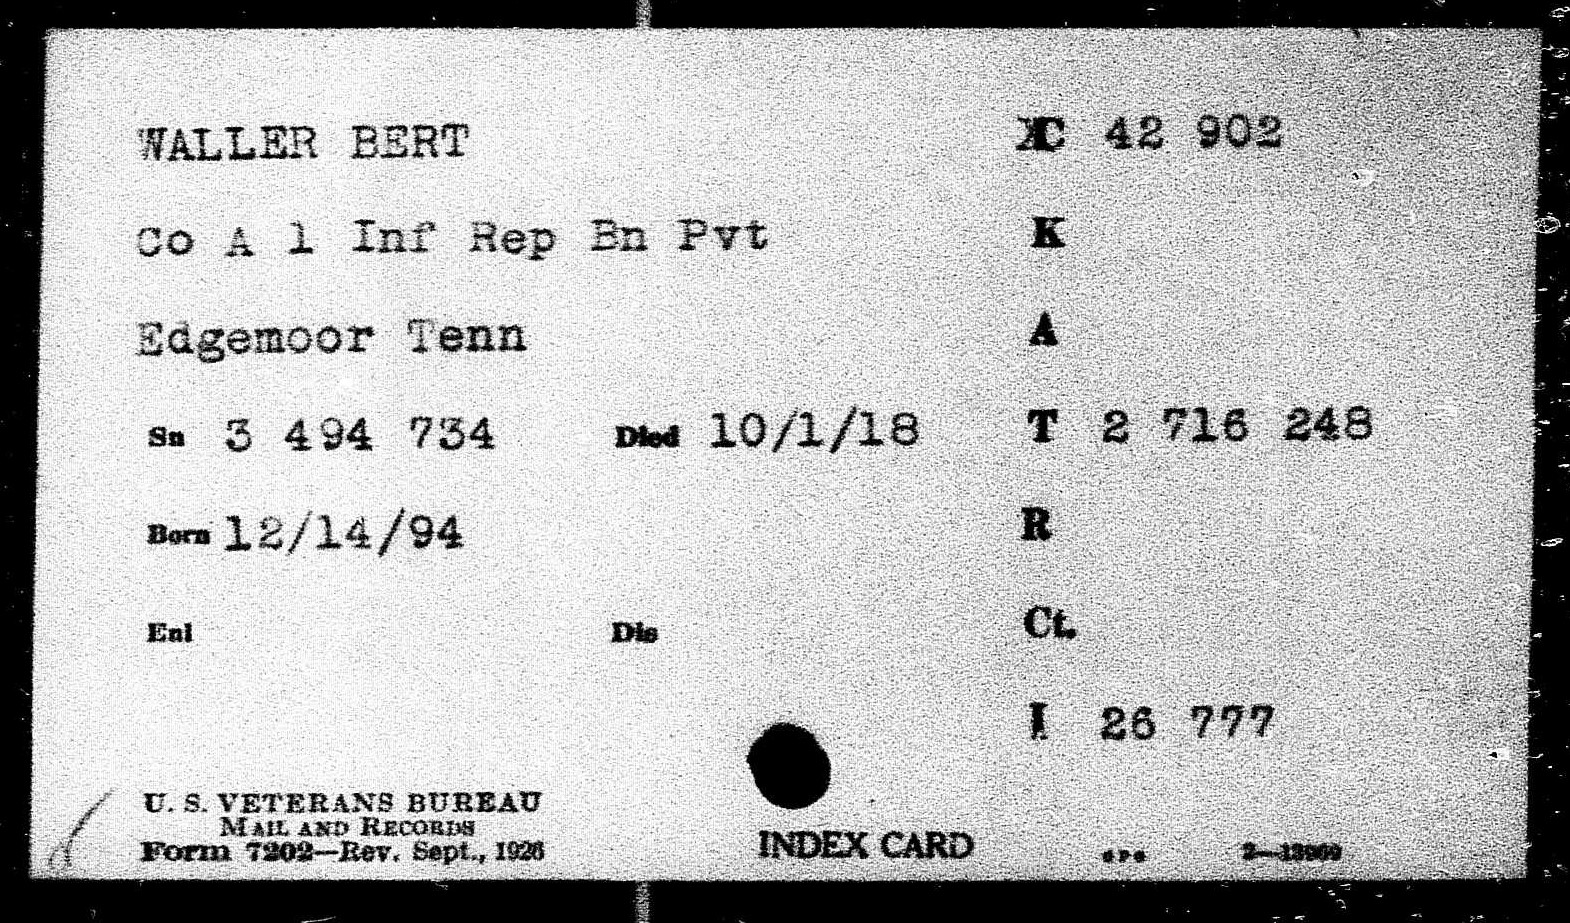 WALLER BERT XC 42 902
Co A 1 Inf Rep Bn Pvt K
Edgemoor Tenn A
Sn 3 494 734 Died 10/1/18 T 2 716 248
Born 12/14/94 R
Enl Dis Ct.
I 26 777
U. S. VETERANS BUREAU
MAIL AND RECORDS
Form 7202—Rev. Sept., 1926
INDEX CARD GPO